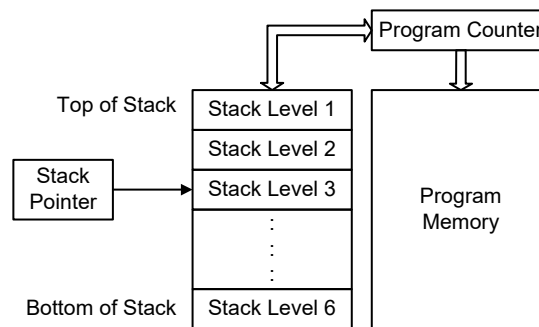 Program Counter
Top of Stack
Stack Level 1
Stack Level 2
Stack
Pointer
Stack Level 3
:
:
:
Program
Memory
Bottom of Stack
Stack Level 6